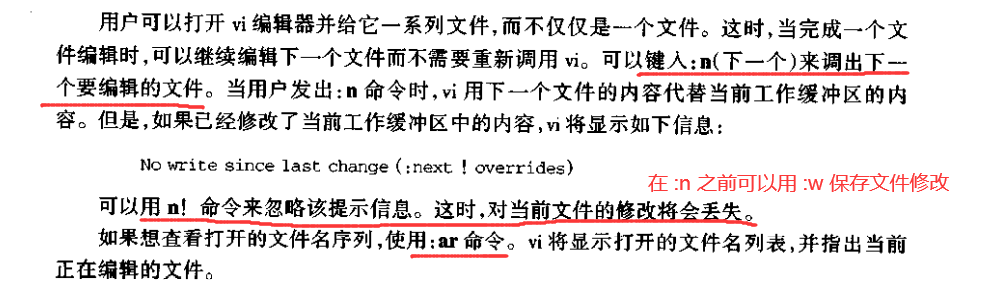 用户可以打开 vi 编辑器并给它一系列文件,而不仅仅是一个文件。这时,当完成一个文
件编辑时,可以继续编辑下一个文件而不需要重新调用 vi。可以键入:n(下一个)来调出下一
个要编辑的文件。当用户发出:n 命令时,vi 用下一个文件的内容代替当前工作缓冲区的内
容。但是,如果已经修改了当前工作缓冲区中的内容,vi 将显示如下信息:
No write since last change (:next ! overrides)
在 :n 之前可以用 :w 保存文件修改
可以用 n! 命令来忽略该提示信息。这时,对当前文件的修改将会丢失。
如果想查看打开的文件名序列,使用:ar 命令。vi 将显示打开的文件名列表,并指出当前
正在编辑的文件。